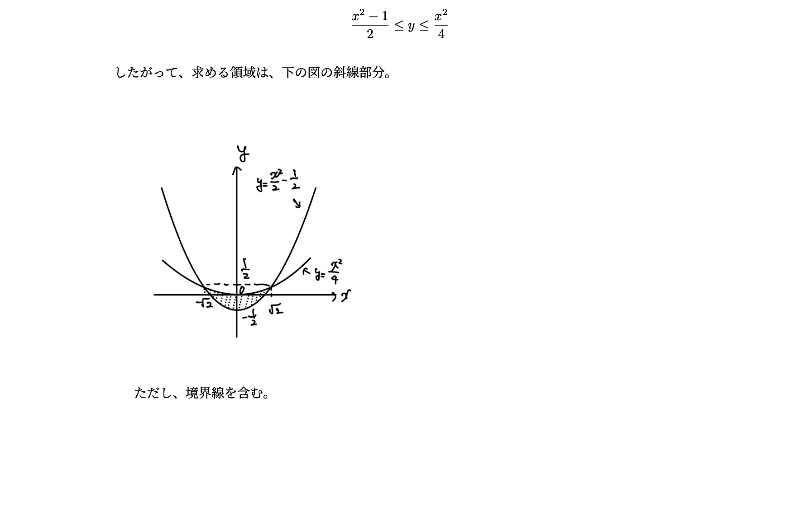 \frac{x^2-1}{2} \leq y \leq \frac{x^2}{4}
したがって、求める領域は、下の図の斜線部分。
y
y=\frac{x^2}{2}-\frac{1}{2}
\frac{1}{2}
y=\frac{x^2}{4}
0
x
-√2
-\frac{1}{2}
√2
ただし、境界線を含む。